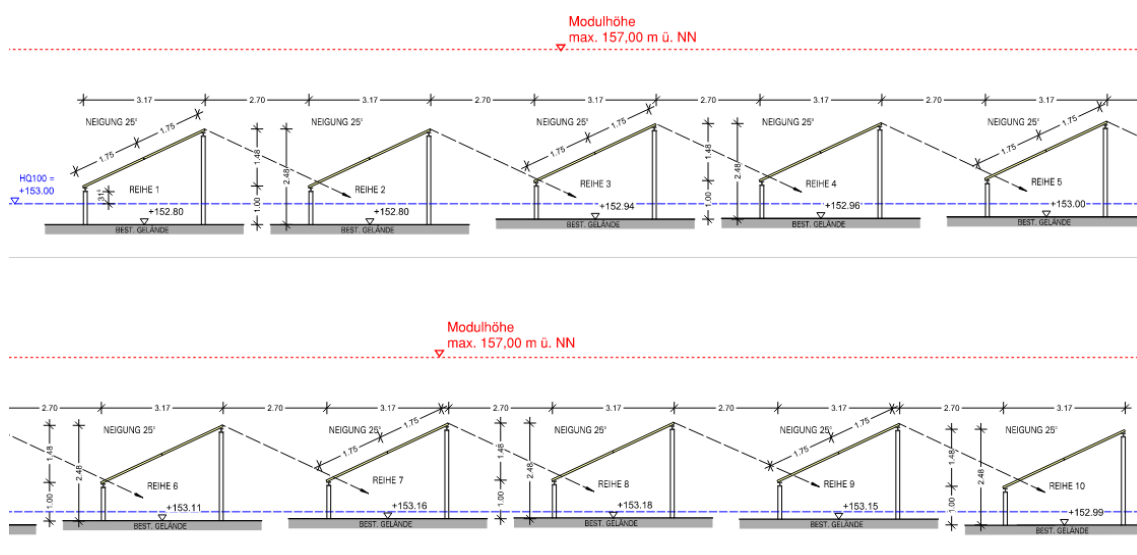 Modulhöhe
max. 157,00 m ü. NN
3.17 2.70 3.17 2.70 3.17 2.70 3.17 2.70 3.17
NEIGUNG 25° NEIGUNG 25° NEIGUNG 25° NEIGUNG 25° NEIGUNG 25°
1.75 1.75 1.75 1.75 1.75 1.75
1.48 2.48 1.48 2.48 1.48
HQ100 =
+153.00
31⁵
REIHE 1 REIHE 2 REIHE 3 REIHE 4 REIHE 5
1.00 1.00 1.00
+152.80 +152.80 +152.94 +152.96 +153.00
BEST. GELÄNDE BEST. GELÄNDE BEST. GELÄNDE BEST. GELÄNDE BEST. GELÄNDE
Modulhöhe
max. 157,00 m ü. NN
2.70 3.17 2.70 3.17 2.70 3.17 2.70 3.17 2.70 3.17
NEIGUNG 25° NEIGUNG 25° NEIGUNG 25° NEIGUNG 25° NEIGUNG 25°
1.75 1.75 1.75 1.75
1.48 2.48 1.48 2.48 1.48 2.48
REIHE 6 REIHE 7 REIHE 8 REIHE 9 REIHE 10
1.00 1.00 1.00
+153.11 +153.16 +153.18 +153.15 +152.99
BEST. GELÄNDE BEST. GELÄNDE BEST. GELÄNDE BEST. GELÄNDE BEST. GELÄNDE